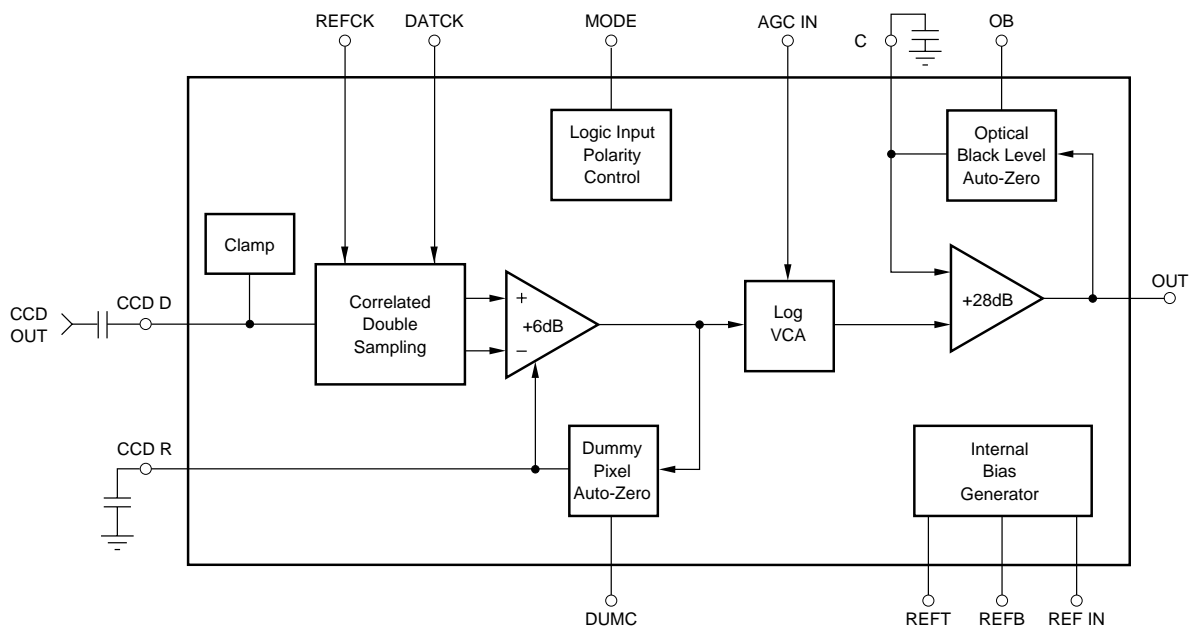 REFCK
DATCK
MODE
AGC IN
C
OB
Logic Input
Polarity
Control
Optical
Black Level
Auto-Zero
Clamp
CCD D
CCD
OUT
Correlated
Double
Sampling
+
+6dB
−
Log
VCA
+28dB
OUT
CCD R
Dummy
Pixel
Auto-Zero
Internal
Bias
Generator
DUMC
REFT
REFB
REF IN